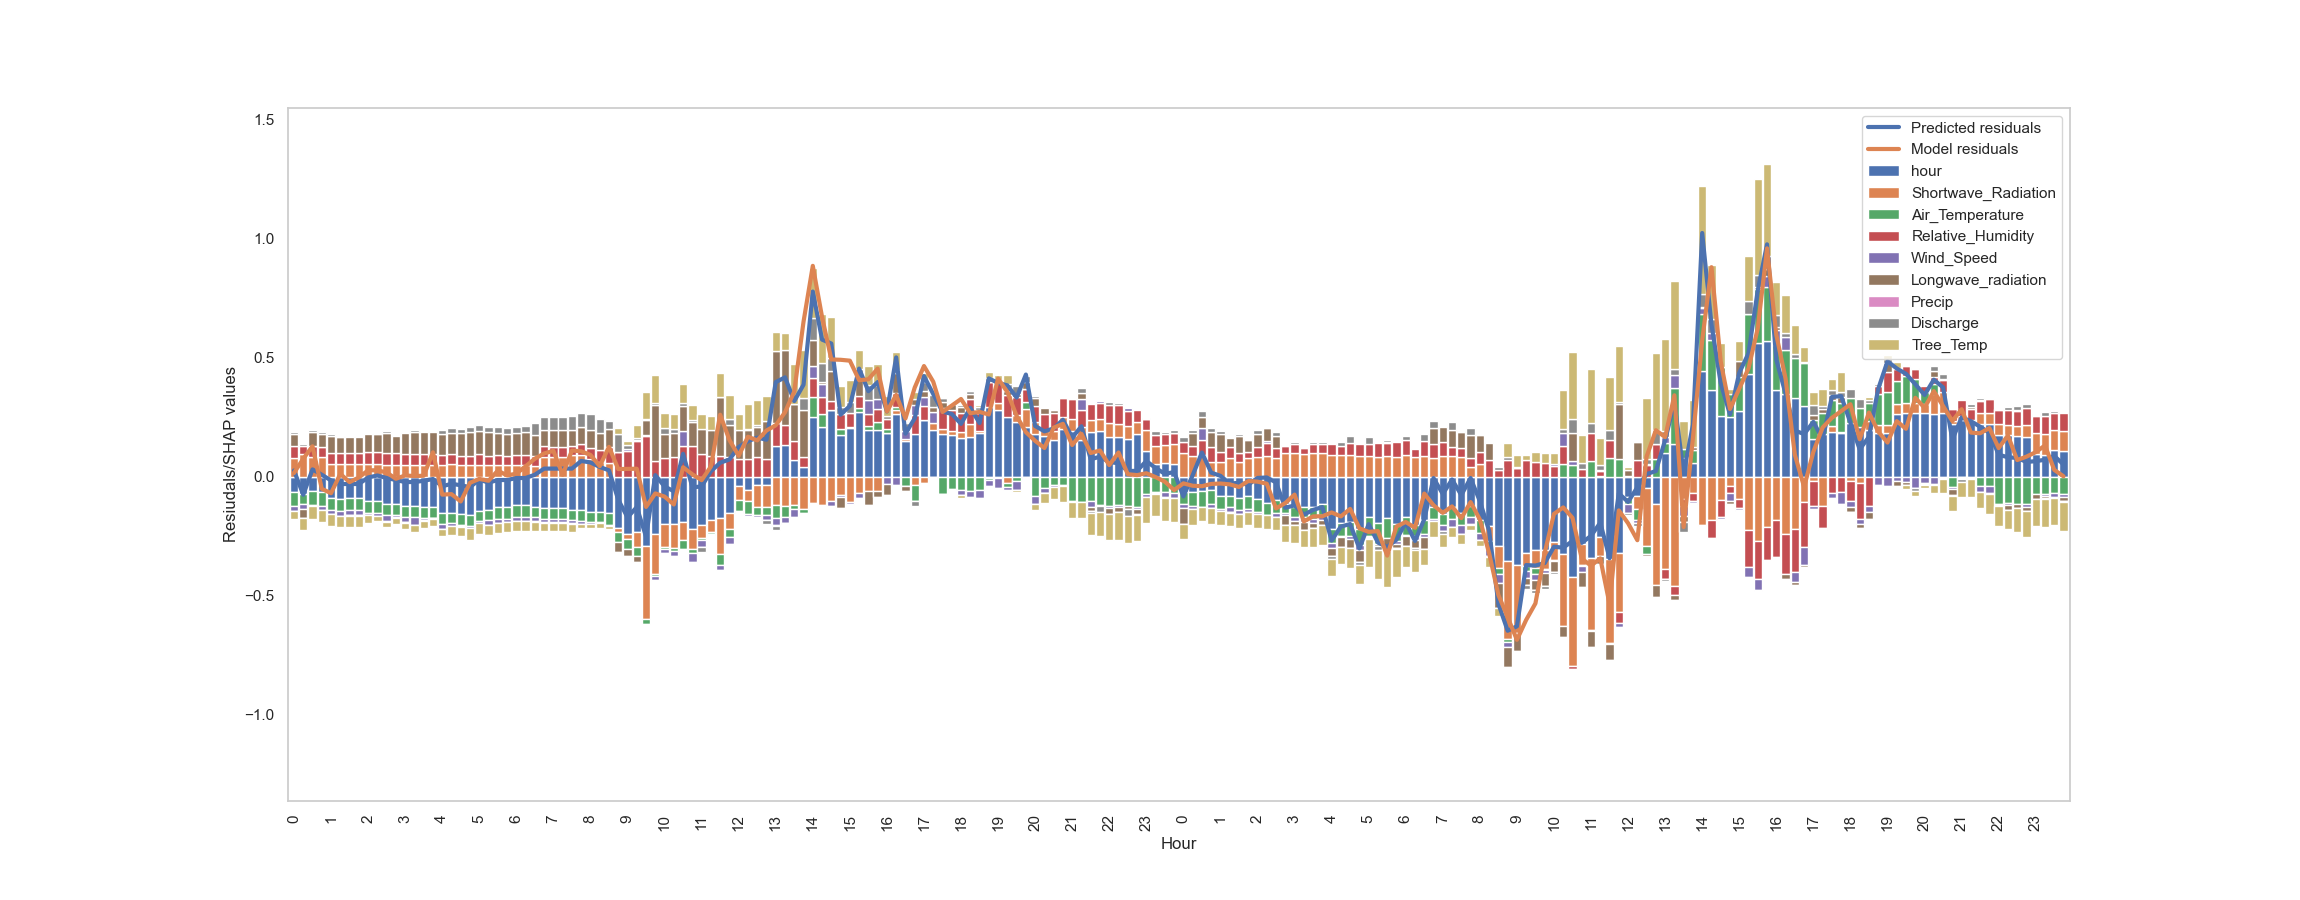 1.5
1.0
0.5
0.0
−0.5
−1.0
Resiudals/SHAP values
Predicted residuals
Model residuals
hour
Shortwave_Radiation
Air_Temperature
Relative_Humidity
Wind_Speed
Longwave_radiation
Precip
Discharge
Tree_Temp
0 1 2 3 4 5 6 7 8 9 10 11 12 13 14 15 16 17 18 19 20 21 22 23 0 1 2 3 4 5 6 7 8 9 10 11 12 13 14 15 16 17 18 19 20 21 22 23
Hour